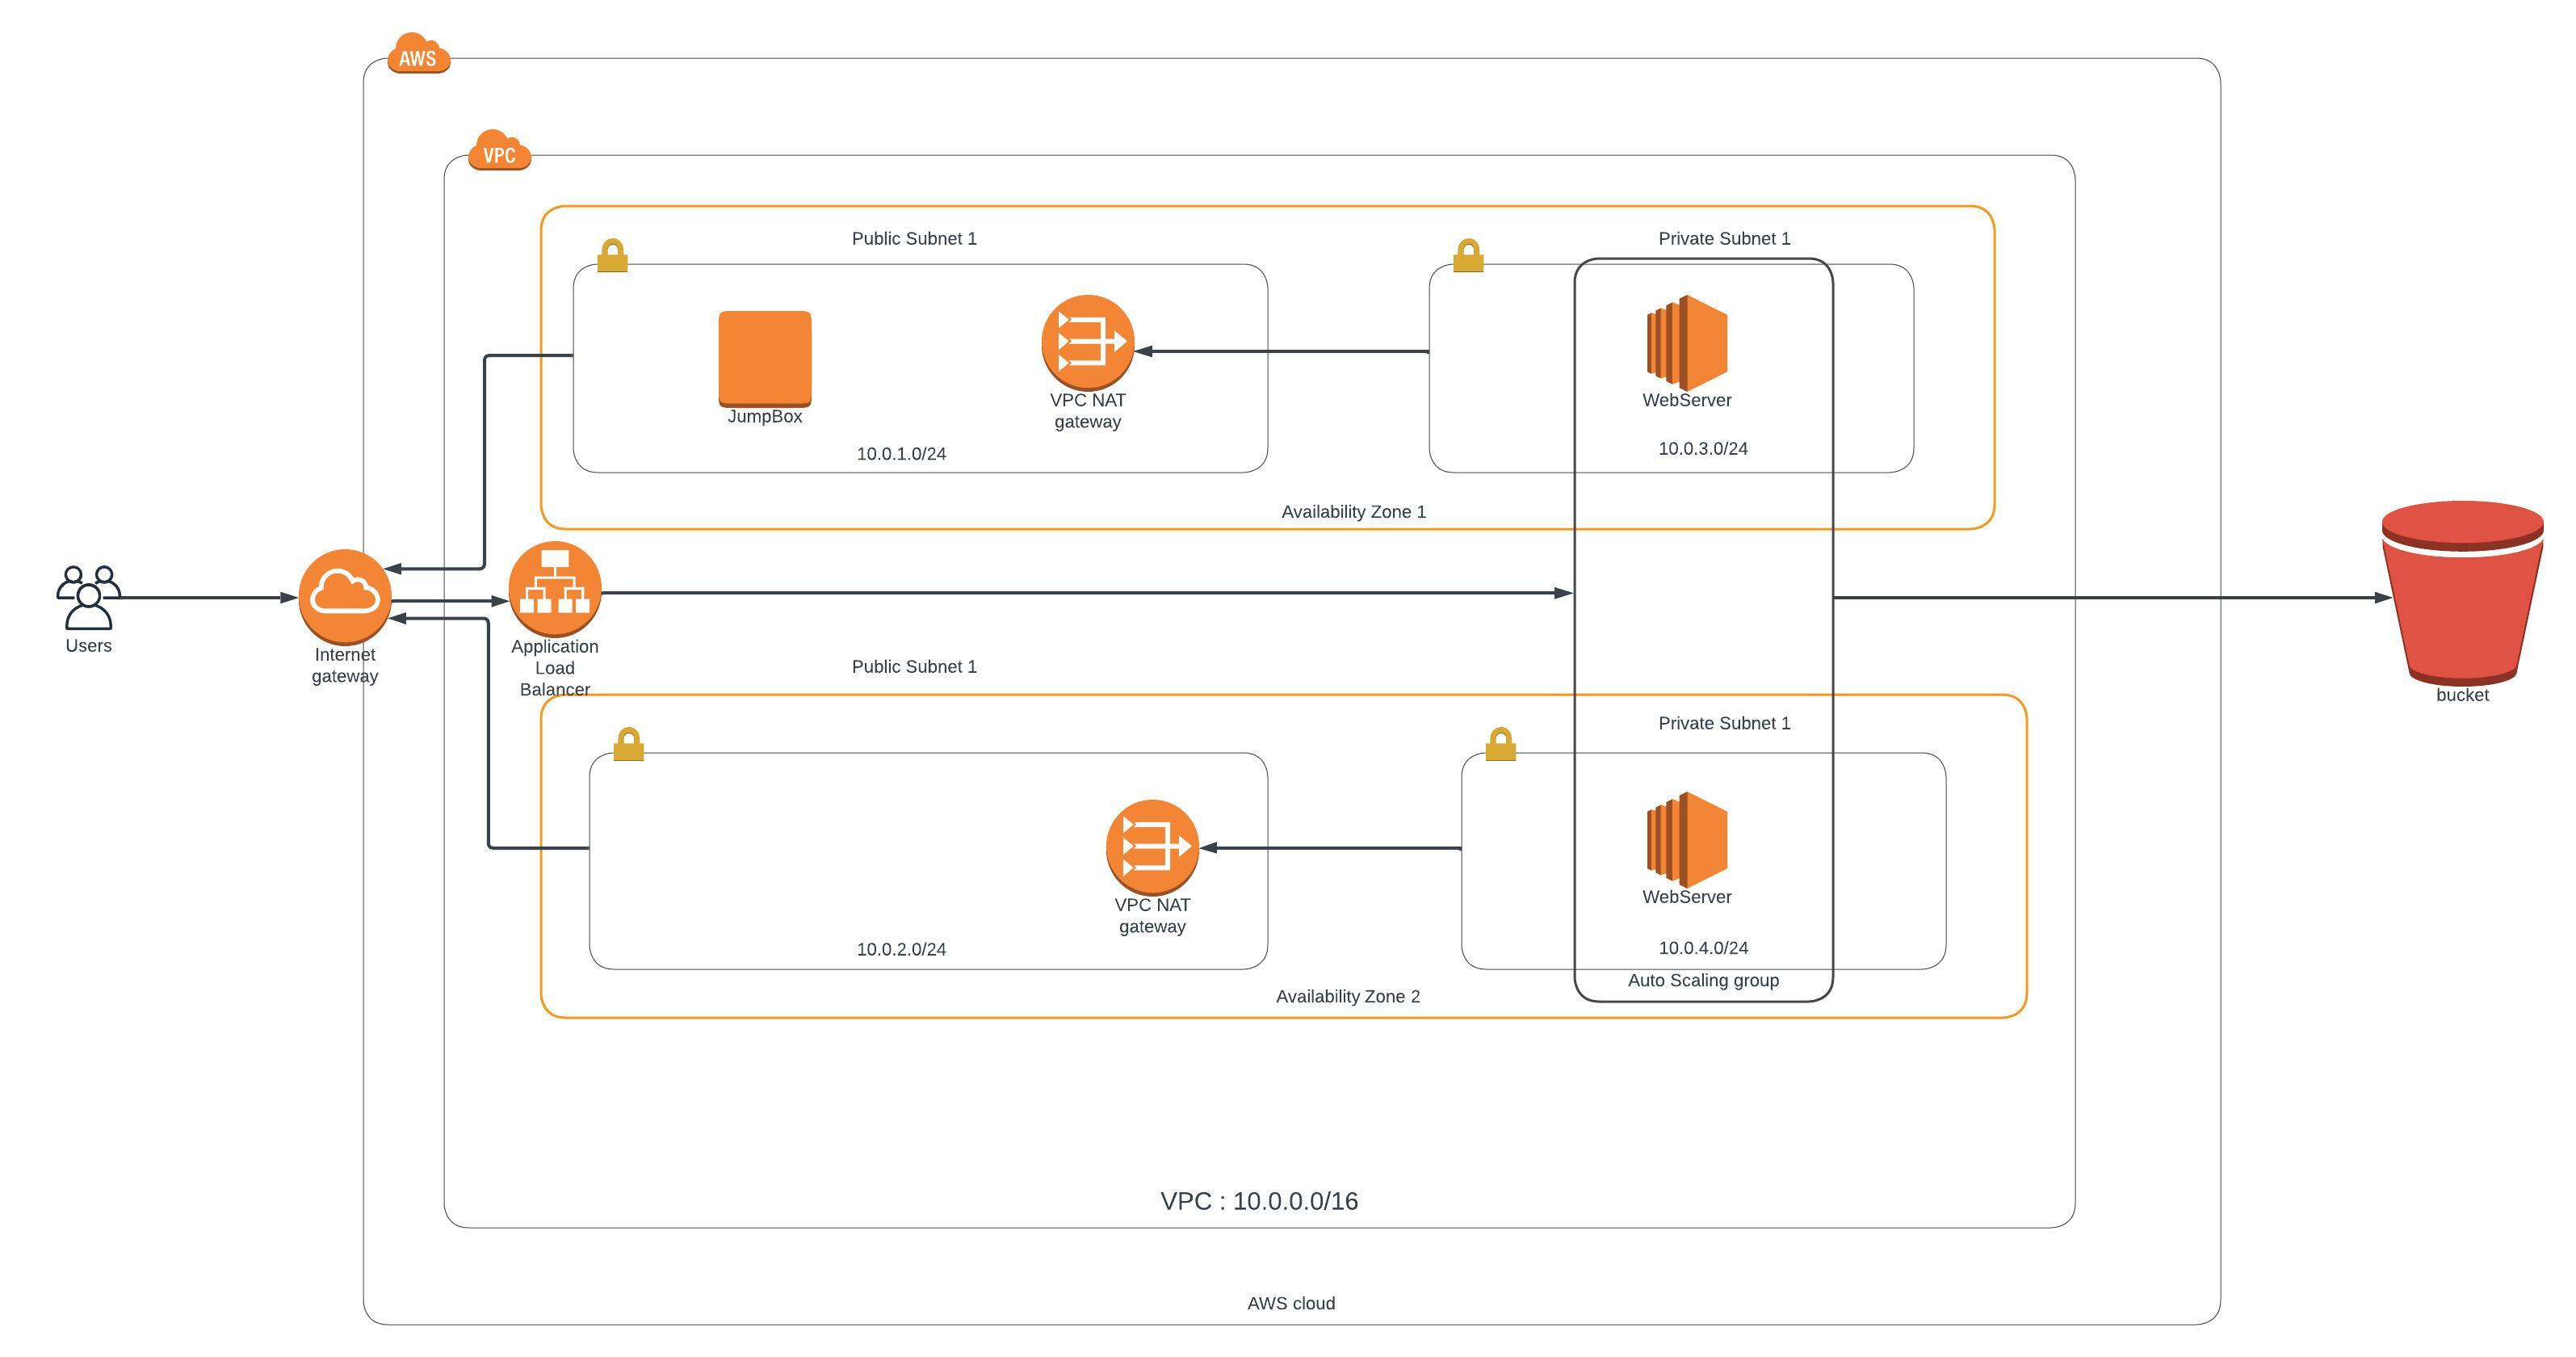 AWS
VPC
Public Subnet 1
Private Subnet 1
JumpBox
VPC NAT
gateway
WebServer
10.0.1.0/24
10.0.3.0/24
Availability Zone 1
Users
Internet
gateway
Application
Load
Balancer
Public Subnet 1
bucket
Private Subnet 1
VPC NAT
gateway
WebServer
10.0.2.0/24
10.0.4.0/24
Auto Scaling group
Availability Zone 2
VPC : 10.0.0.0/16
AWS cloud